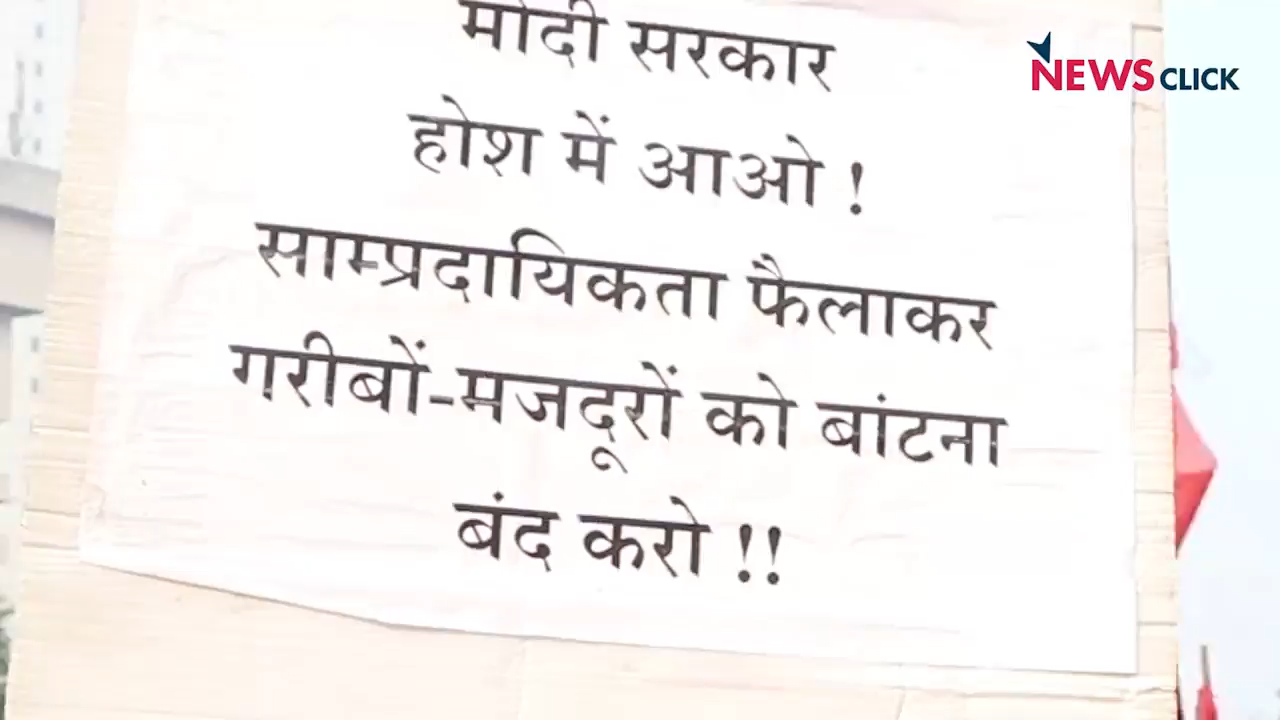 मोदी सरकार
NEWSCLICK
होश में आओ !
साम्प्रदायिकता फैलाकर
गरीबों-मजदूरों को बांटना
बंद करो !!